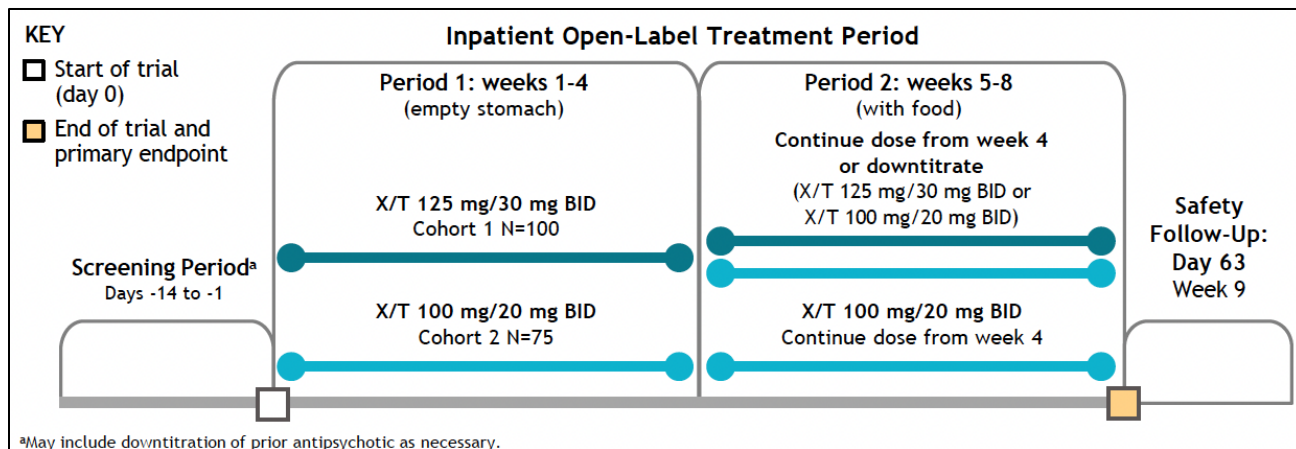 KEY
Start of trial
(day 0)
End of trial and
primary endpoint
Inpatient Open-Label Treatment Period
Period 1: weeks 1-4
(empty stomach)
Period 2: weeks 5-8
(with food)
Continue dose from week 4
or downtitrate
(X/T 125 mg/30 mg BID or
X/T 100 mg/20 mg BID)
X/T 125 mg/30 mg BID
Cohort 1 N=100
Screening Periodᵃ
Days -14 to -1
X/T 100 mg/20 mg BID
Cohort 2 N=75
X/T 100 mg/20 mg BID
Continue dose from week 4
Safety
Follow-Up:
Day 63
Week 9
ᵃMay include downtitration of prior antipsychotic as necessary.